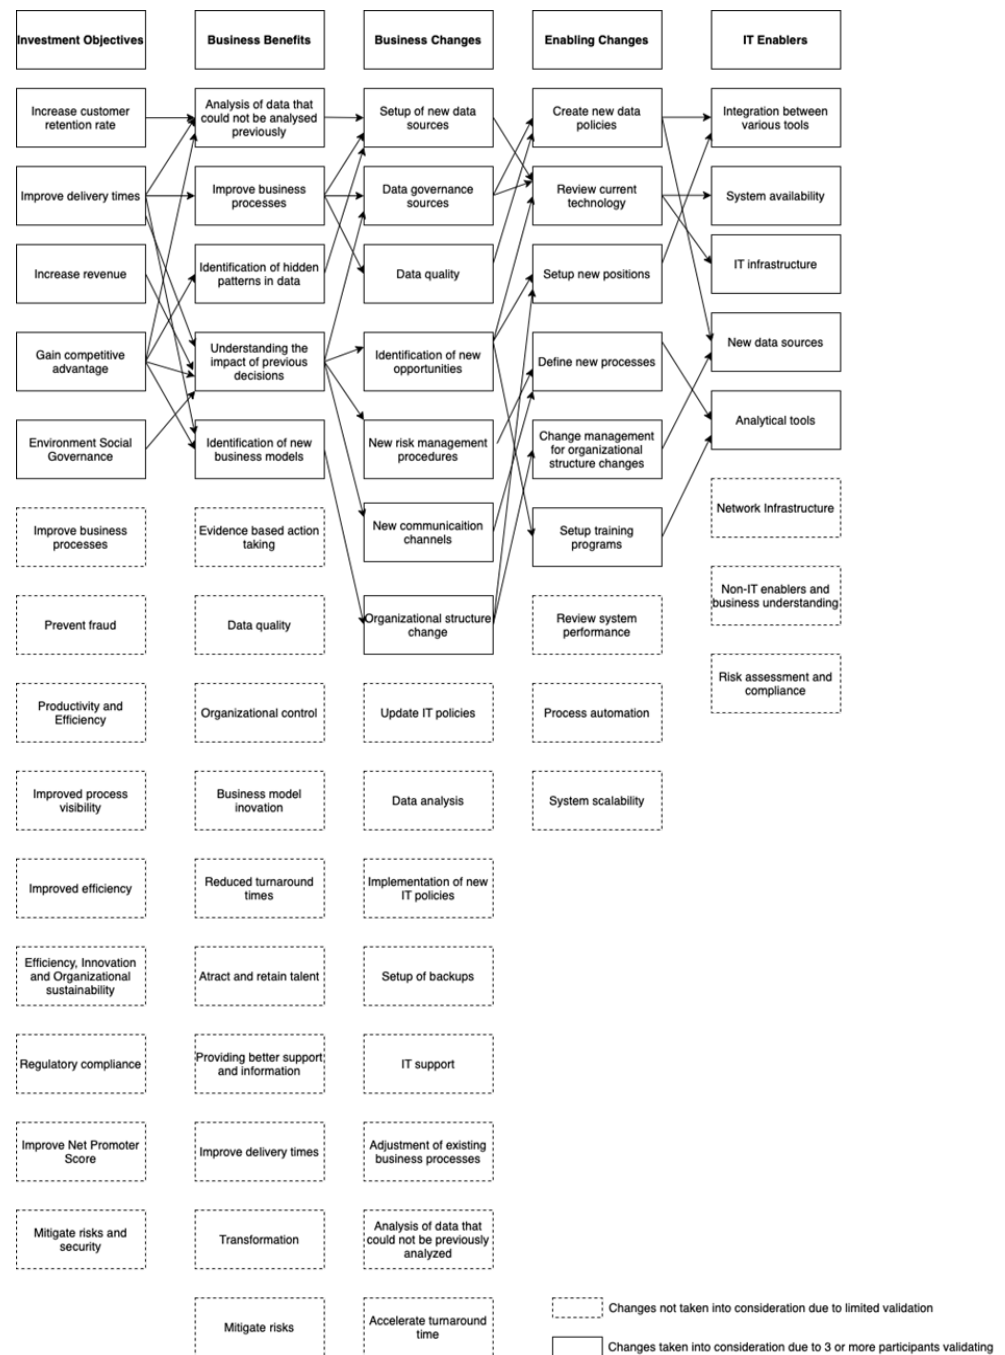 Investment Objectives
Business Benefits
Business Changes
Enabling Changes
IT Enablers
Increase customer
retention rate
Analysis of data that
could not be analysed
previously
Setup of new data
sources
Create new data
policies
Integration between
various tools
Improve delivery times
Improve business
processes
Data governance
sources
Review current
technology
System availability
Increase revenue
Identification of hidden
patterns in data
Data quality
Setup new positions
IT infrastructure
Gain competitive
advantage
Understanding the
impact of previous
decisions
Identification of new
opportunities
Define new processes
New data sources
Environment Social
Governance
Identification of new
business models
New risk management
procedures
Change management
for organizational
structure changes
Analytical tools
Improve business
processes
Evidence based action
taking
New communicaition
channels
Setup training
programs
Network Infrastructure
Prevent fraud
Data quality
Organizational structure
change
Review system
performance
Non-IT enablers and
business understanding
Productivity and
Efficiency
Organizational control
Update IT policies
Process automation
Risk assessment and
compliance
Improved process
visibility
Business model
inovation
Data analysis
System scalability
Improved efficiency
Reduced turnaround
times
Implementation of new
IT policies
Efficiency, Innovation
and Organizational
sustainability
Atract and retain talent
Setup of backups
Regulatory compliance
Providing better support
and information
IT support
Improve Net Promoter
Score
Improve delivery times
Adjustment of existing
business processes
Mitigate risks and
security
Transformation
Analysis of data that
could not be previously
analyzed
Mitigate risks
Accelerate turnaround
time
Changes not taken into consideration due to limited validation
Changes taken into consideration due to 3 or more participants validating